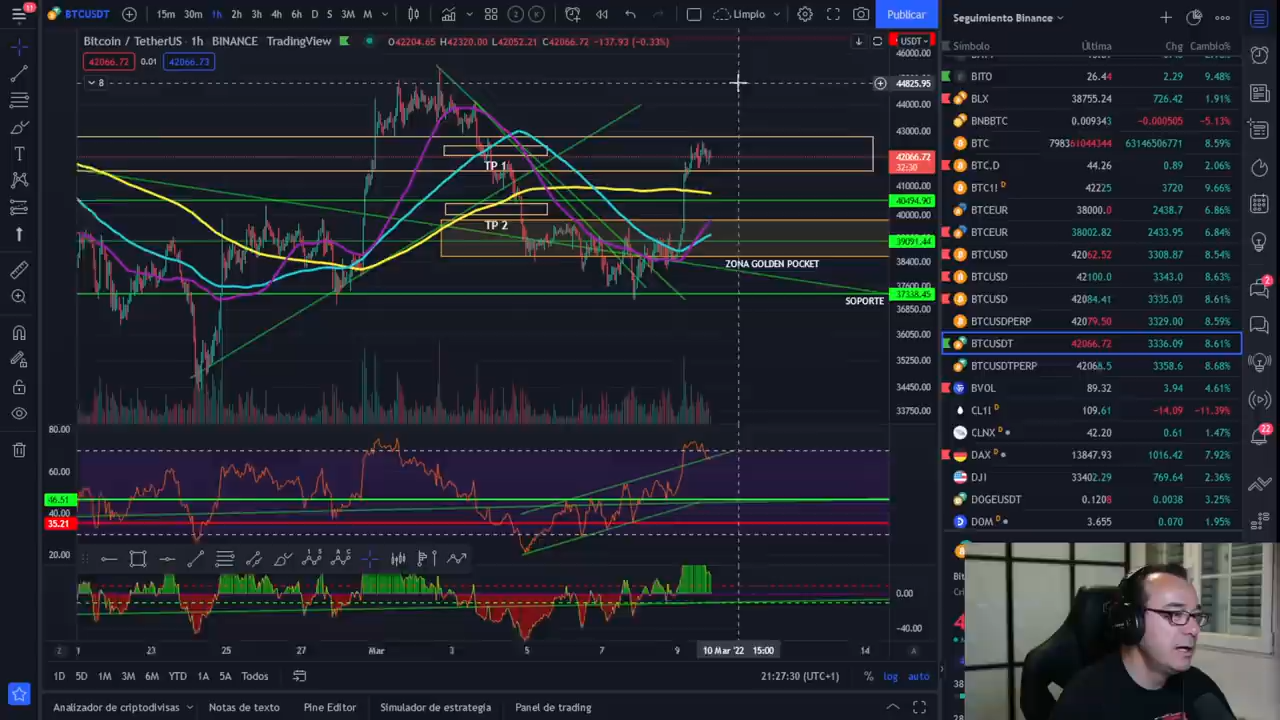 11
BTCUSDT
15m 30m 1h 2h 3h 4h 6H D S 3M M
2
Limpio
Publicar
Bitcoin / TetherUS · 1h · BINANCE TradingView O42204.65 H42320.00 L42052.21 C42066.72 -137.93 (-0.33%)
42066.72 0.01 42066.73
8
USDT
46000.00
44825.95
44000.00
43000.00
42066.72
32:30
41000.00
40494.90
40000.00
39091.44
38400.00
37600.00
37338.45
36850.00
36050.00
35250.00
34450.00
33750.00
TP 1
TP 2
ZONA GOLDEN POCKET
SOPORTE
80.00
60.00
46.51
40.00
35.21
20.00
0.00
-40.00
Z 21 23 25 27 Mar 3 5 7 9 10 Mar '22 15:00 14 A
1D 5D 1M 3M 6M YTD 1A 5A Todos
21:27:30 (UTC+1) % log auto
Analizador de criptodivisas Notas de texto Pine Editor Simulador de estrategia Panel de trading
Seguimiento Binance
Símbolo Última Chg Cambio%
BITO 26.44 2.29 9.48%
BLX 38755.24 726.42 1.91%
BNBBTC 0.009343 -0.000505 -5.13%
BTC 798361044344 63146506771 8.59%
BTC.D 44.26 0.89 2.06%
BTC1! D 42225 3720 9.66%
BTCEUR 38000.0 2438.7 6.86%
BTCEUR 38002.82 2433.95 6.84%
BTCUSD 42062.52 3308.87 8.54%
BTCUSD 42100.0 3343.0 8.63%
BTCUSD 42084.41 3335.03 8.61%
BTCUSDPERP 42079.50 3329.00 8.59%
BTCUSDT 42066.72 3336.09 8.61%
BTCUSDTPERP 42068.5 3358.6 8.68%
BVOL 89.32 3.94 4.61%
CL1! D 109.61 -14.09 -11.39%
CLNX D 42.20 0.61 1.47%
DAX D 13847.93 1016.42 7.92%
DJI 33402.29 769.64 2.36%
DOGEUSDT 0.1208 0.0038 3.25%
DOM D 3.655 0.070 1.95%
2
22